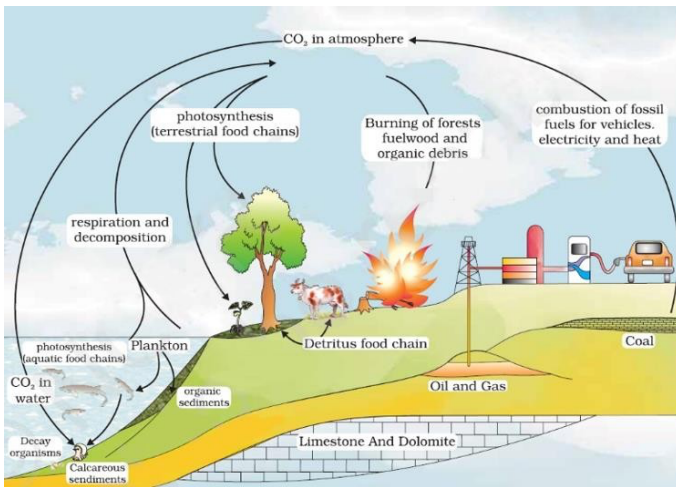 CO₂ in atmosphere
photosynthesis
(terrestrial food chains)
Burning of forests
fuelwood and
organic debris
combustion of fossil
fuels for vehicles.
electricity and heat
respiration and
decomposition
photosynthesis
(aquatic food chains)
Plankton
Detritus food chain
Coal
CO₂ in
water
organic
sediments
Oil and Gas
Decay
organisms
Calcareous
sendiments
Limestone And Dolomite